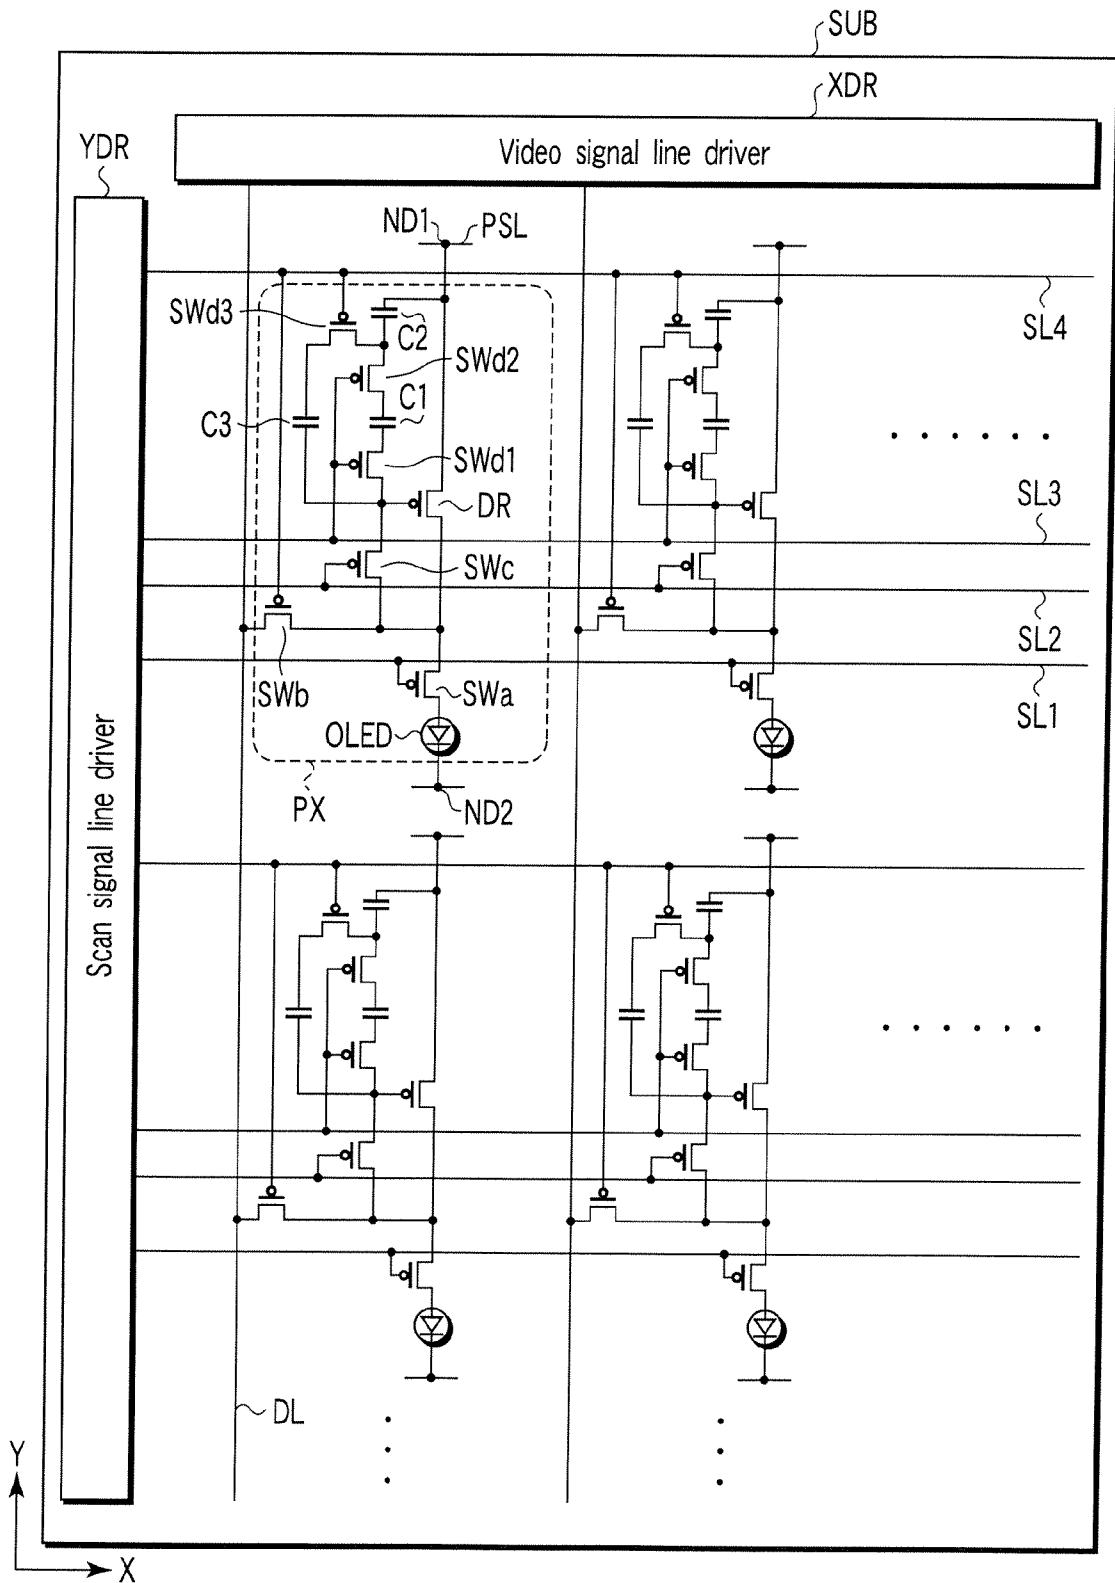 SUB
XDR
Video signal line driver
YDR
ND1
PSL
SWd3
C2
SL4
SWd2
C1
C3
SWd1
SL3
DR
SWc
SL2
SWb
SWa
SL1
OLED
PX
ND2
Scan signal line driver
DL
Y
X